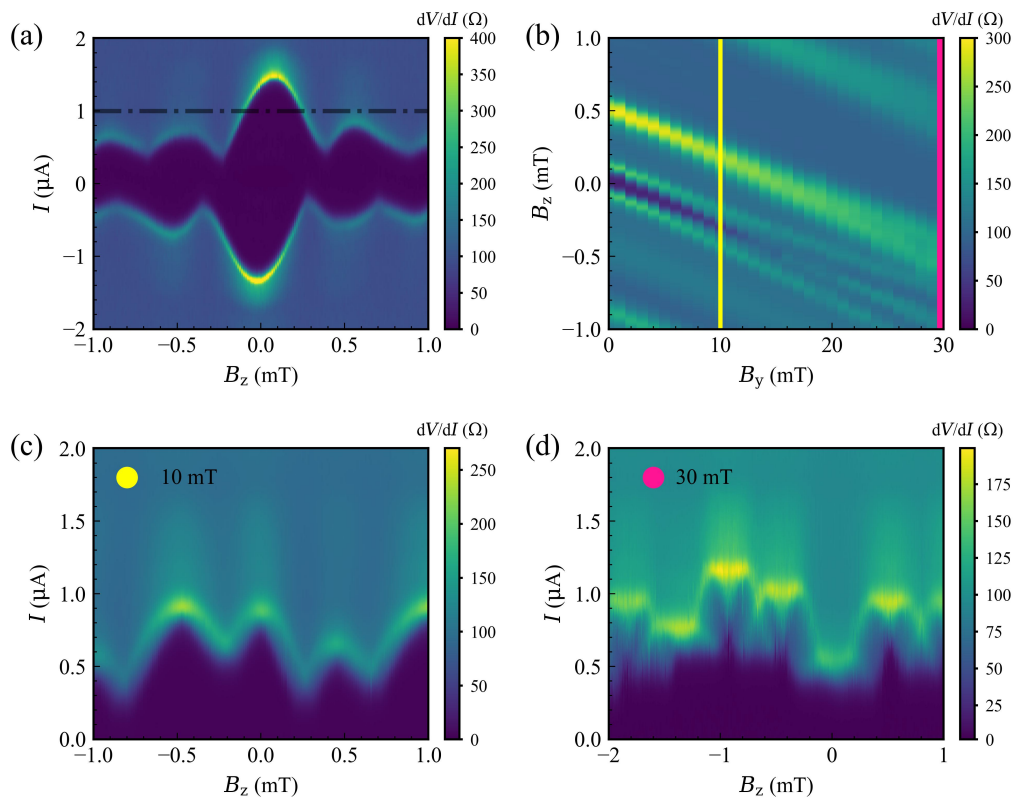 (a)
dV/dI (Ω)
2
1
0
−1
−2
I (μA)
−1.0 −0.5 0.0 0.5 1.0
Bz (mT)
400
350
300
250
200
150
100
50
0
(b)
dV/dI (Ω)
1.0
0.5
0.0
−0.5
−1.0
Bz (mT)
0 10 20 30
By (mT)
300
250
200
150
100
50
0
(c)
dV/dI (Ω)
10 mT
2.0
1.5
1.0
0.5
0.0
I (μA)
−1.0 −0.5 0.0 0.5 1.0
Bz (mT)
250
200
150
100
50
0
(d)
dV/dI (Ω)
30 mT
2.0
1.5
1.0
0.5
0.0
I (μA)
−2 −1 0 1
Bz (mT)
175
150
125
100
75
50
25
0